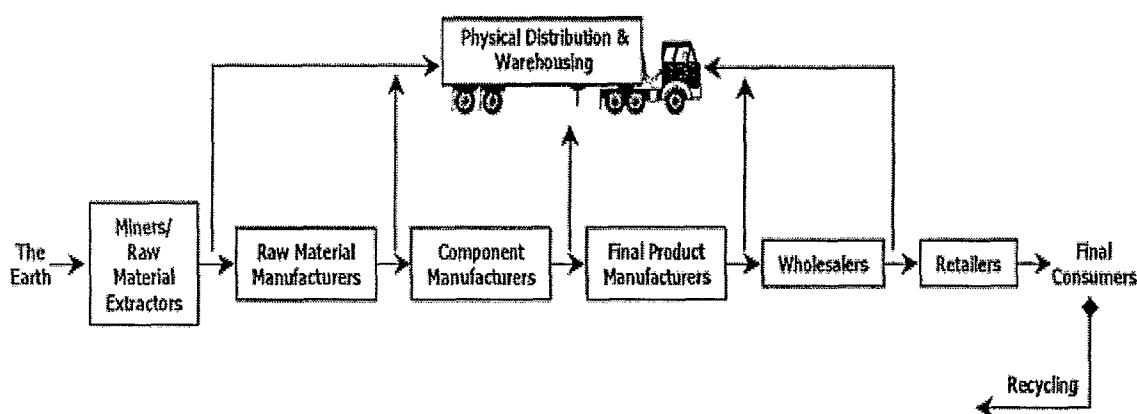 Physical Distribution &
Warehousing
The
Earth
Miners/
Raw
Material
Extractors
Raw Material
Manufacturers
Component
Manufacturers
Final Product
Manufacturers
Wholesalers
Retailers
Final
Consumers
Recycling